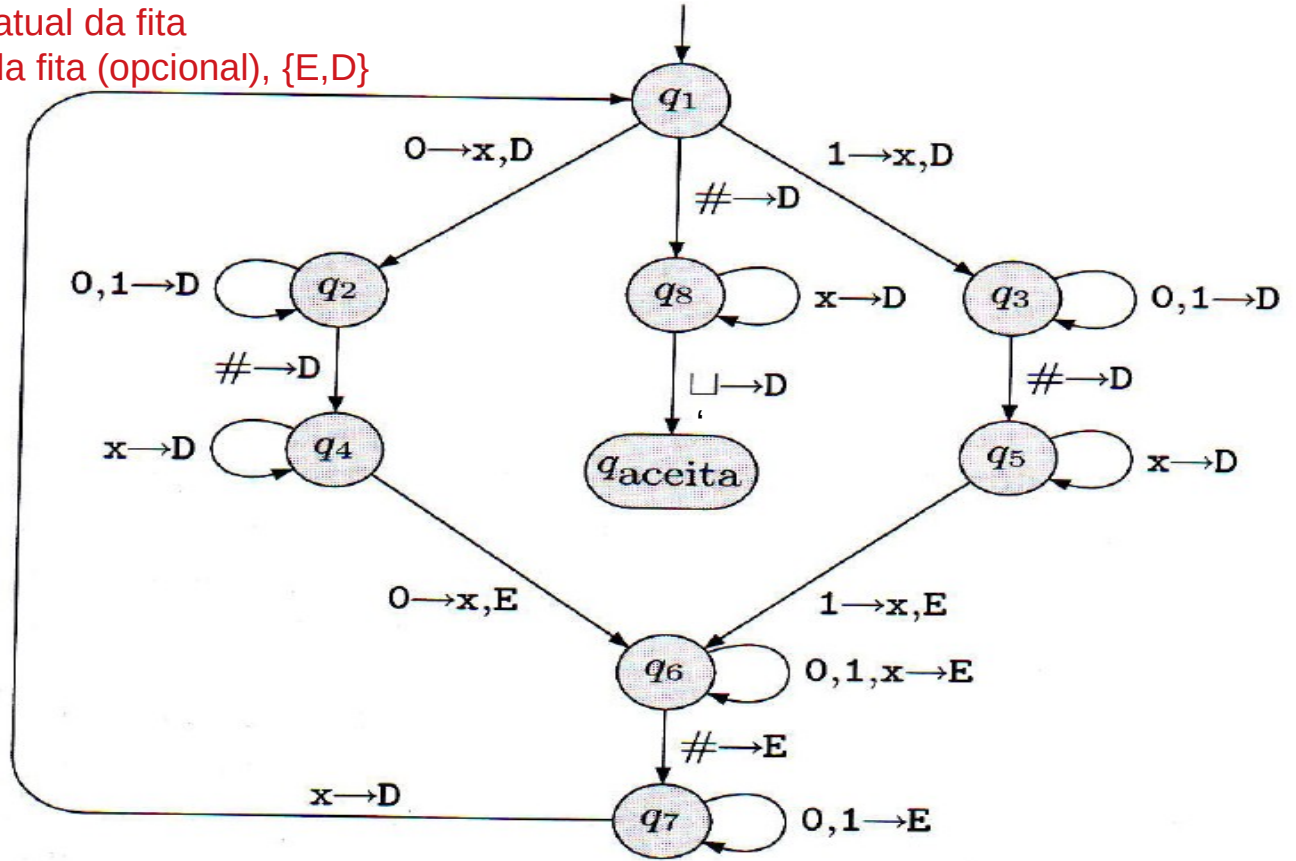 atual da fita
da fita (opcional), {E,D}
q1
0→x,D
1→x,D
#→D
0,1→D
q2
q8
x→D
q3
0,1→D
#→D
⊔→D
#→D
x→D
q4
qaceita
q5
x→D
0→x,E
1→x,E
q6
0,1,x→E
#→E
x→D
q7
0,1→E